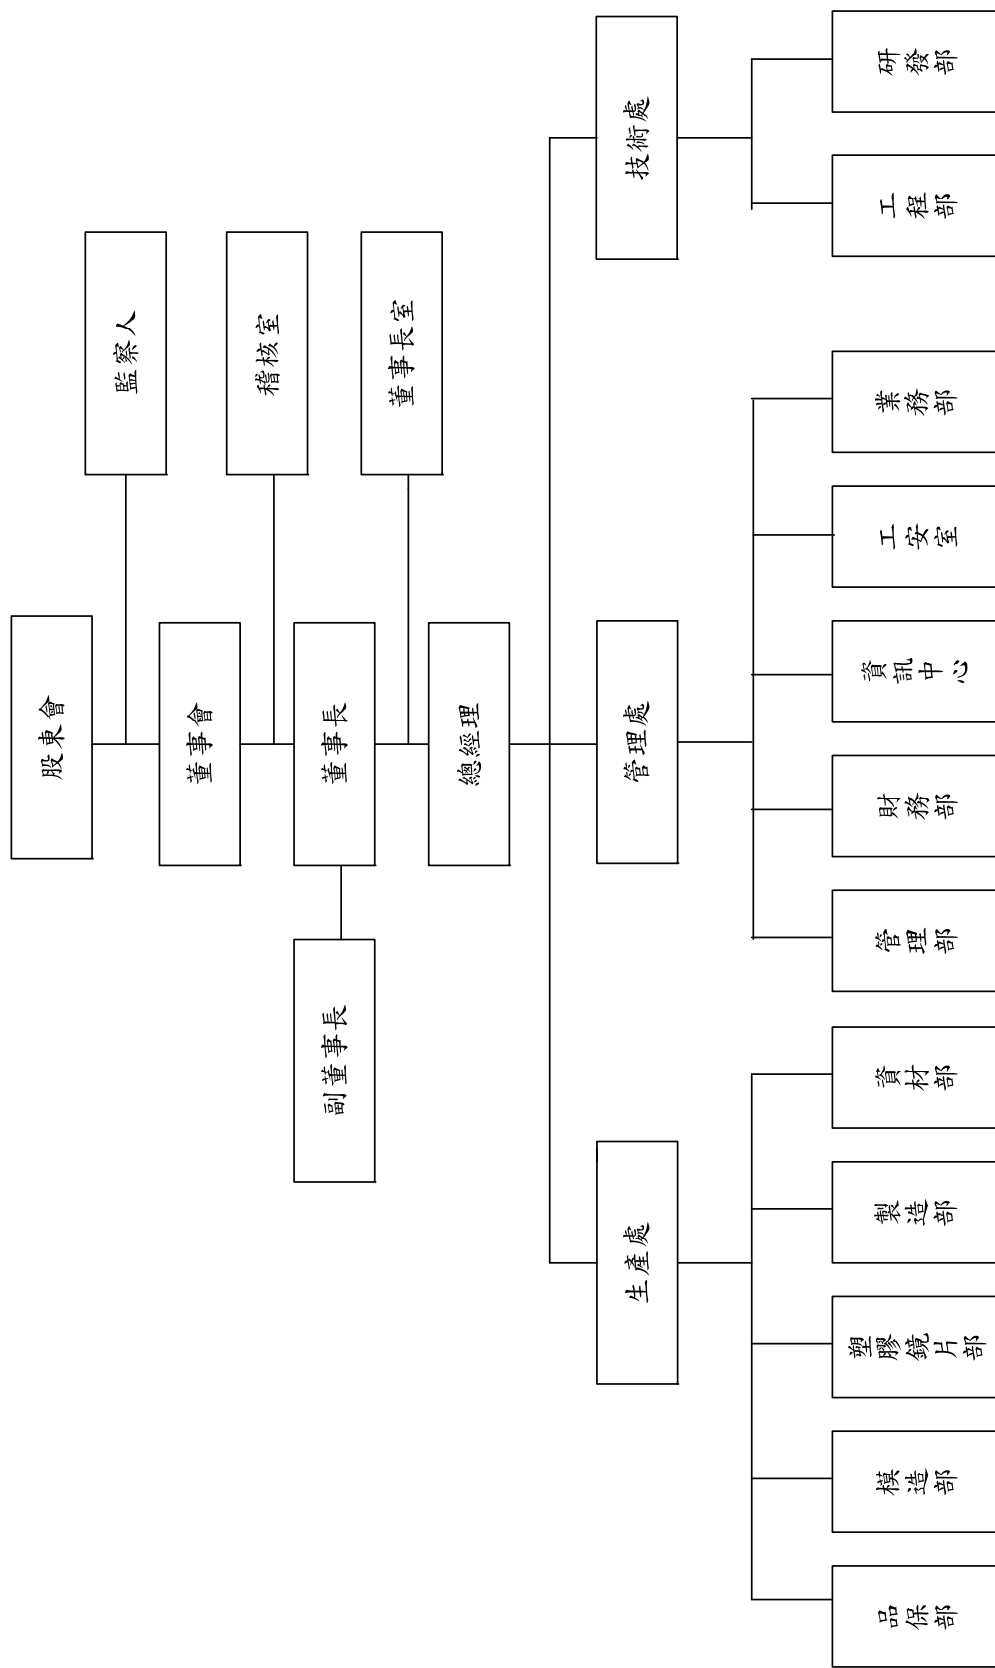 股東會
監察人
董事會
稽核室
董事長
副董事長
董事長室
總經理
生產處
管理處
技術處
品保部
模造部
塑膠鏡片部
製造部
資材部
管理部
財務部
資訊中心
工安室
業務部
工程部
研發部